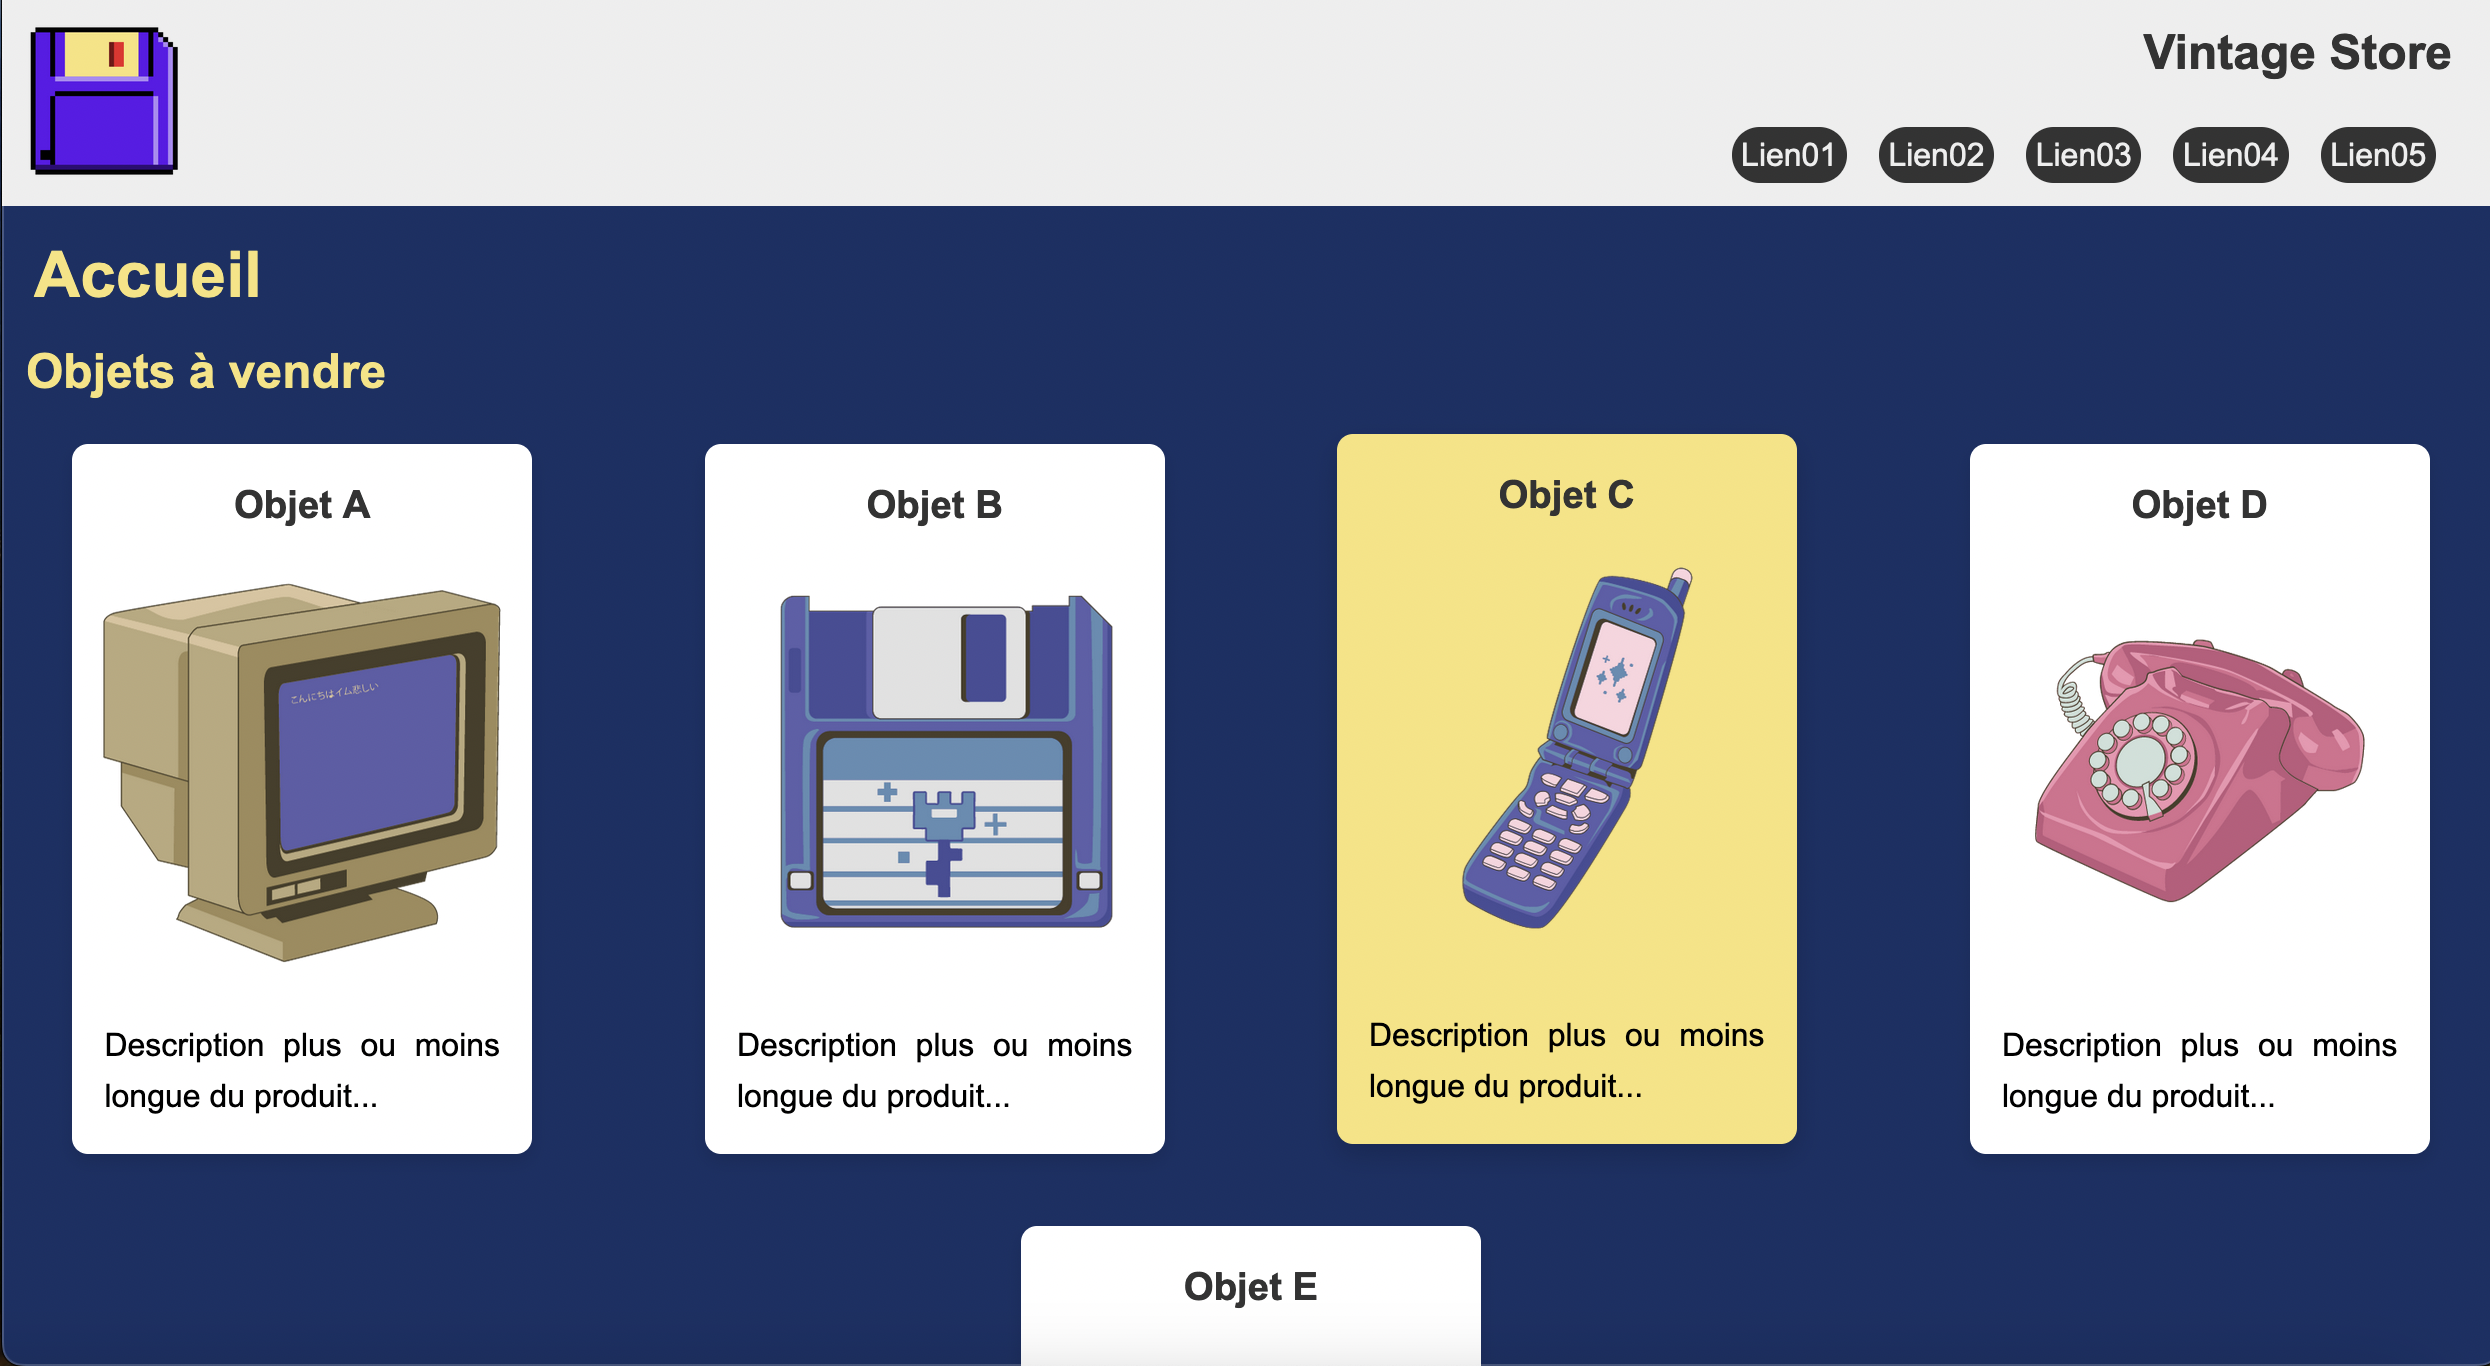 Vintage Store
Lien01 Lien02 Lien03 Lien04 Lien05
Accueil
Objets à vendre
Objet A
こんにちはイム悲しい
Description plus ou moins
longue du produit...
Objet B
Description plus ou moins
longue du produit...
Objet C
Description plus ou moins
longue du produit...
Objet D
Description plus ou moins
longue du produit...
Objet E